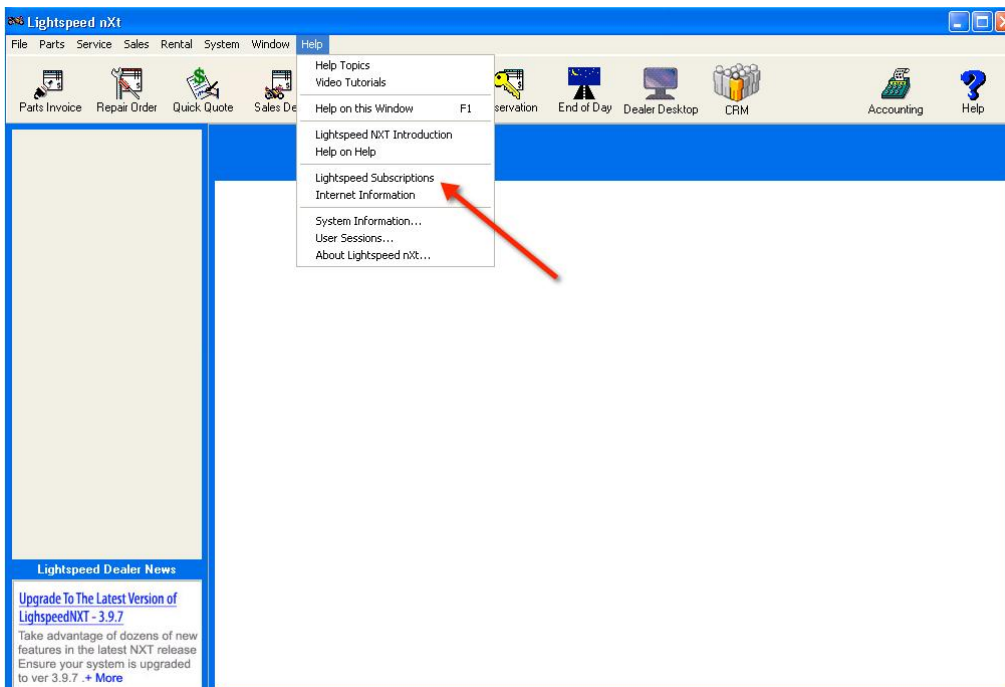 Lightspeed nXt
File Parts Service Sales Rental System Window Help
Parts Invoice Repair Order Quick Quote Sales De servation End of Day Dealer Desktop CRM Accounting Help
Help Topics
Video Tutorials
Help on this Window F1
Lightspeed NXT Introduction
Help on Help
Lightspeed Subscriptions
Internet Information
System Information...
User Sessions...
About Lightspeed nXt...
Lightspeed Dealer News
Upgrade To The Latest Version of
LighspeedNXT - 3.9.7
Take advantage of dozens of new
features in the latest NXT release
Ensure your system is upgraded
to ver 3.9.7 .+ More